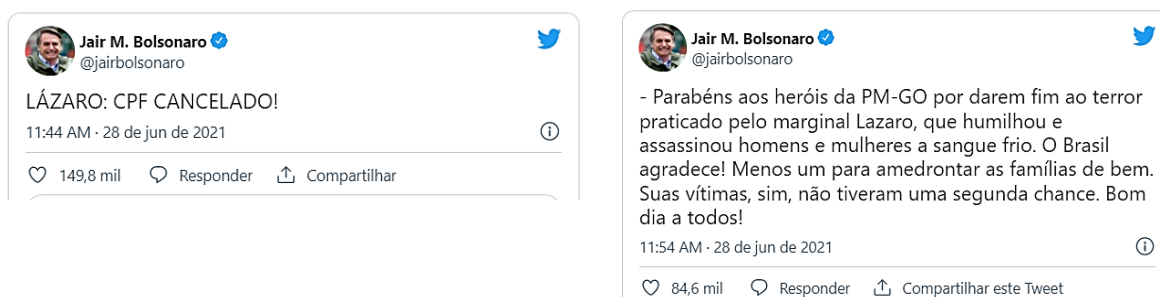 Jair M. Bolsonaro
@jairbolsonaro
LÁZARO: CPF CANCELADO!
11:44 AM · 28 de jun de 2021
149,8 mil Responder Compartilhar
Jair M. Bolsonaro
@jairbolsonaro
- Parabéns aos heróis da PM-GO por darem fim ao terror
praticado pelo marginal Lazaro, que humilhou e
assassinou homens e mulheres a sangue frio. O Brasil
agradece! Menos um para amedrontar as famílias de bem.
Suas vítimas, sim, não tiveram uma segunda chance. Bom
dia a todos!
11:54 AM · 28 de jun de 2021
84,6 mil Responder Compartilhar este Tweet